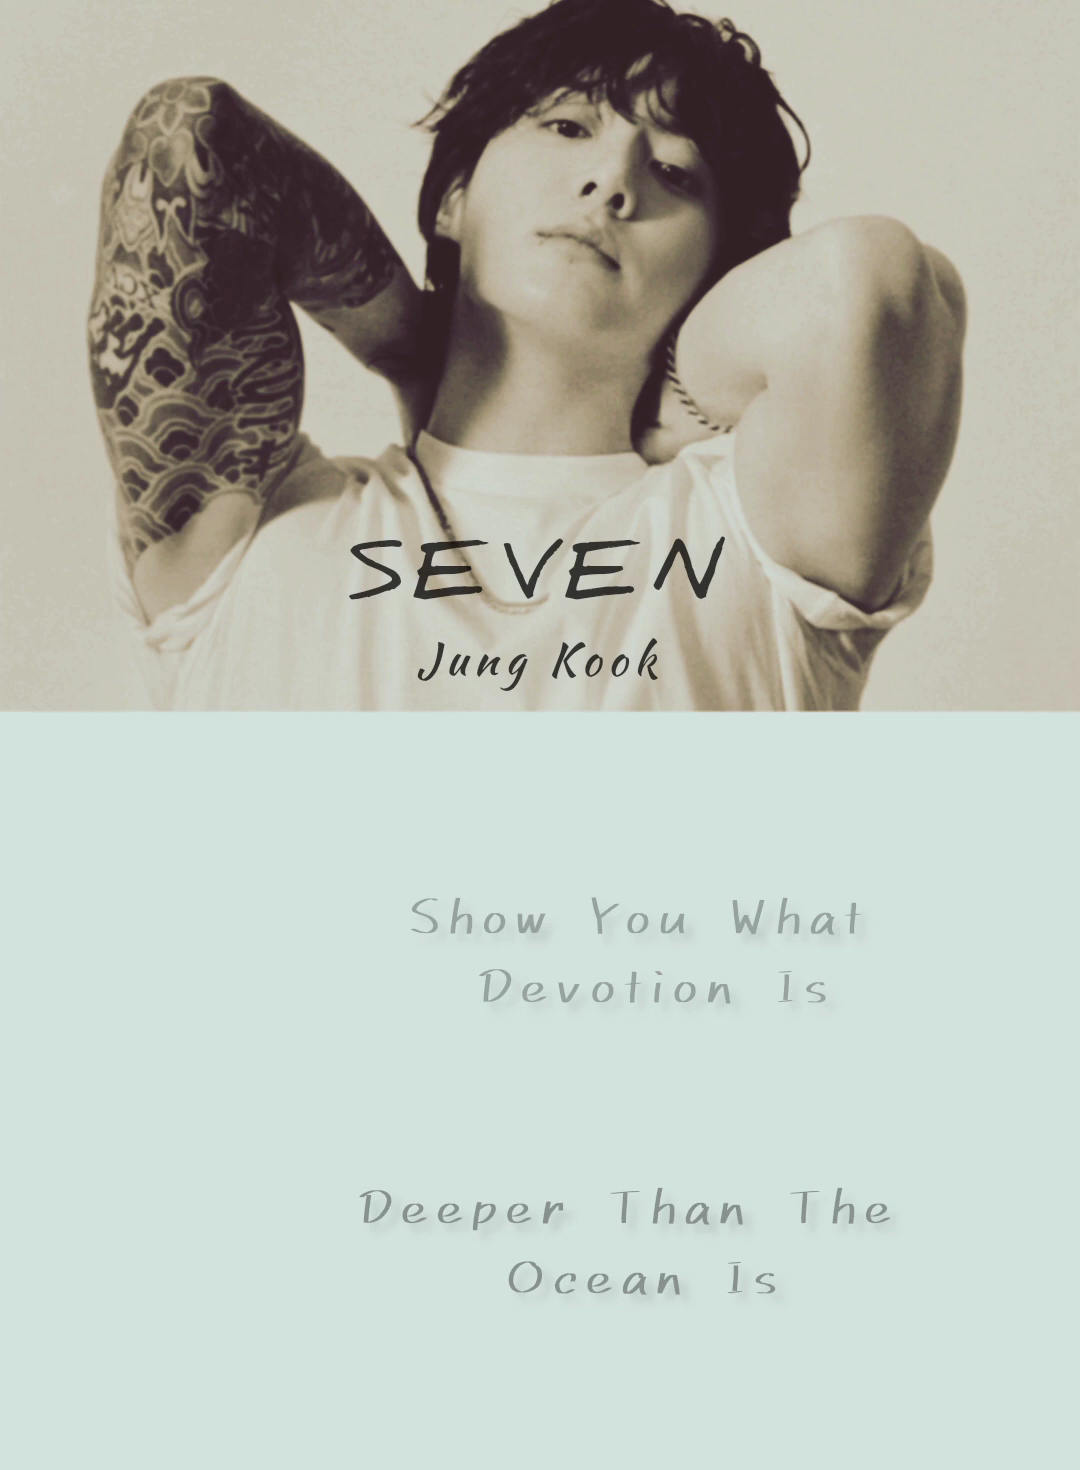 SEVEN
Jung Kook
Show You What
Devotion Is
Deeper Than The
Ocean Is